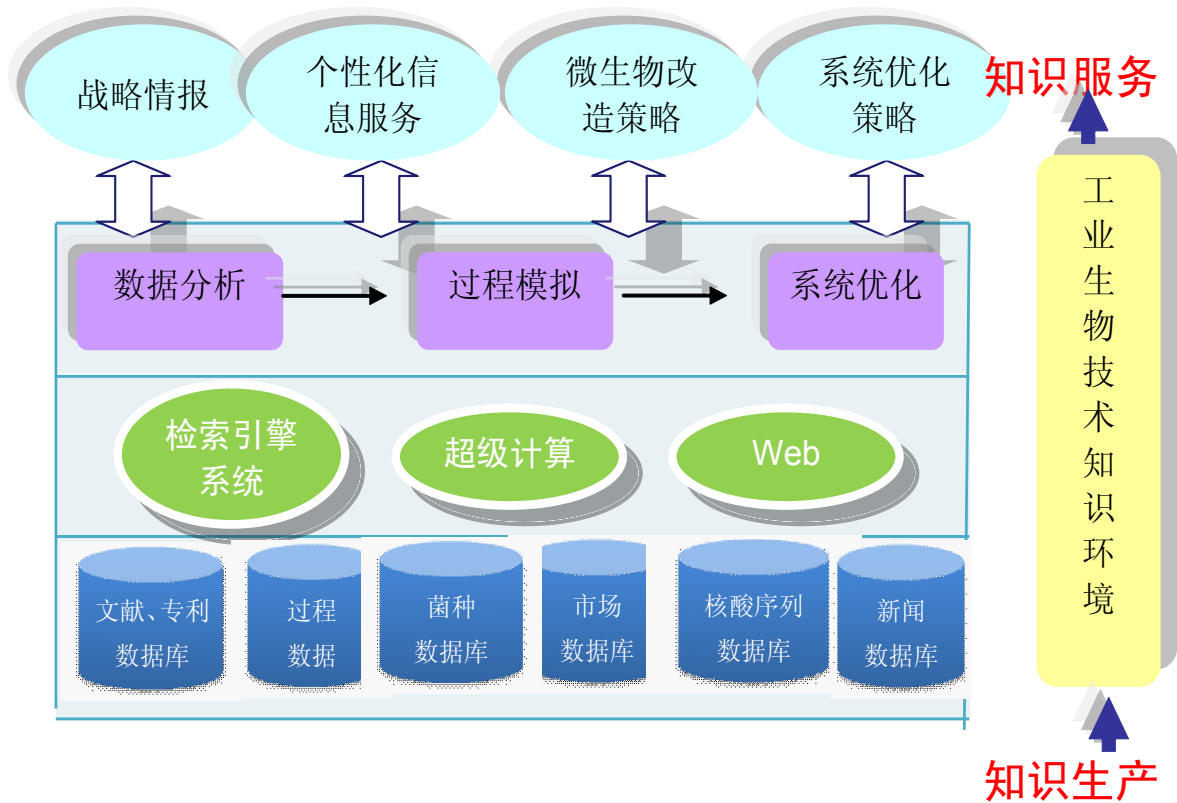 战略情报
个性化信
息服务
微生物改
造策略
系统优化
策略
知识服务
数据分析
过程模拟
系统优化
检索引擎
系统
超级计算
Web
文献、专利
数据库
过程
数据
菌种
数据库
市场
数据库
核酸序列
数据库
新闻
数据库
工
业
生
物
技
术
知
识
环
境
知识生产